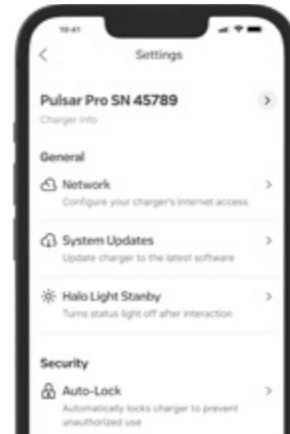 19:41
Settings
Pulsar Pro SN 45789
Charger info
General
Network
Configure your charger's internet access
System Updates
Update charger to the latest software
Halo Light Stanby
Turns status light off after interaction
Security
Auto-Lock
Automatically locks charger to prevent
unauthorized use